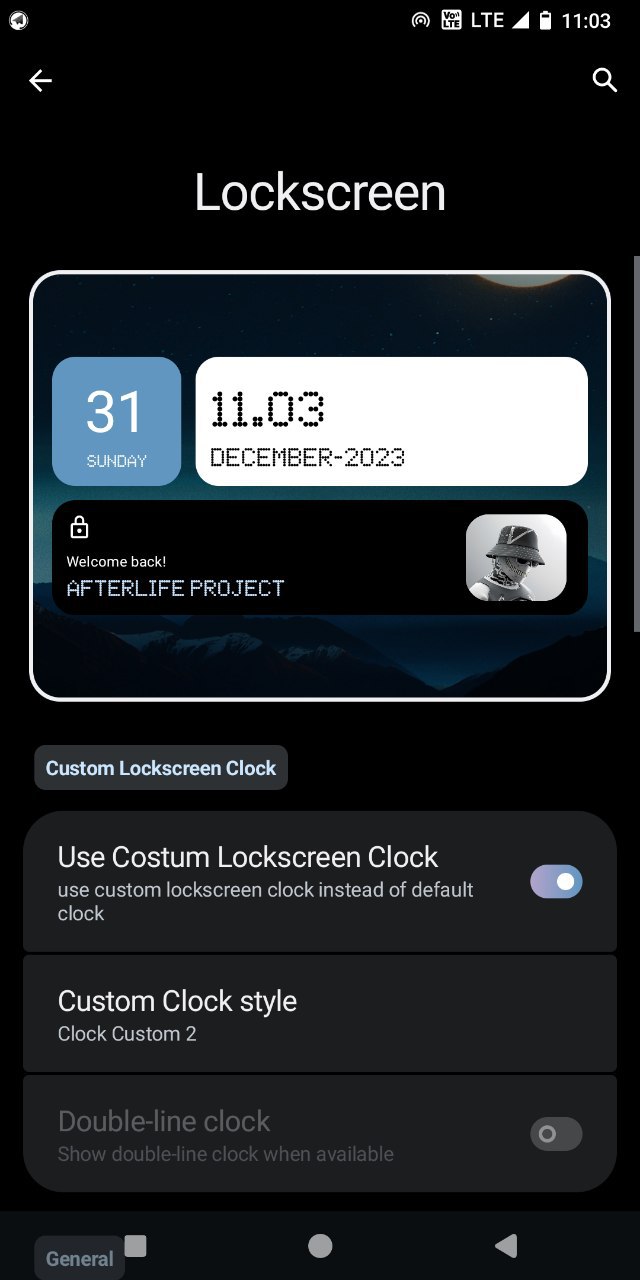 Vo LTE LTE 11:03
Lockscreen
31
SUNDAY
11.03
DECEMBER-2023
Welcome back!
AFTERLIFE PROJECT
Custom Lockscreen Clock
Use Costum Lockscreen Clock
use custom lockscreen clock instead of default
clock
Custom Clock style
Clock Custom 2
Double-line clock
Show double-line clock when available
General